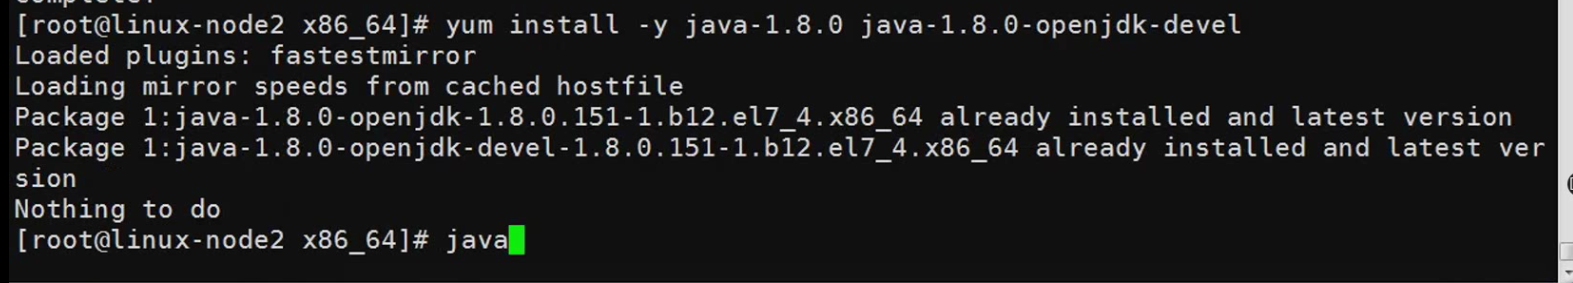 [root@linux-node2 x86_64]# yum install -y java-1.8.0 java-1.8.0-openjdk-devel
Loaded plugins: fastestmirror
Loading mirror speeds from cached hostfile
Package 1:java-1.8.0-openjdk-1.8.0.151-1.b12.el7_4.x86_64 already installed and latest version
Package 1:java-1.8.0-openjdk-devel-1.8.0.151-1.b12.el7_4.x86_64 already installed and latest ver
sion
Nothing to do
[root@linux-node2 x86_64]# java